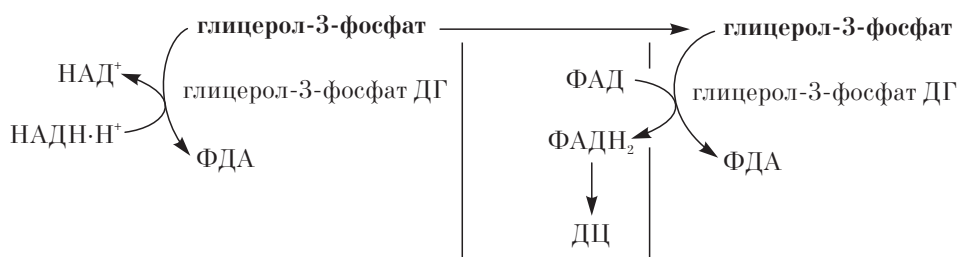 глицерол-3-фосфат
глицерол-3-фосфат
НАД⁺
ФАД
глицерол-3-фосфат ДГ
глицерол-3-фосфат ДГ
НАДН·Н⁺
ФАДН₂
ФДА
ФДА
ДЦ